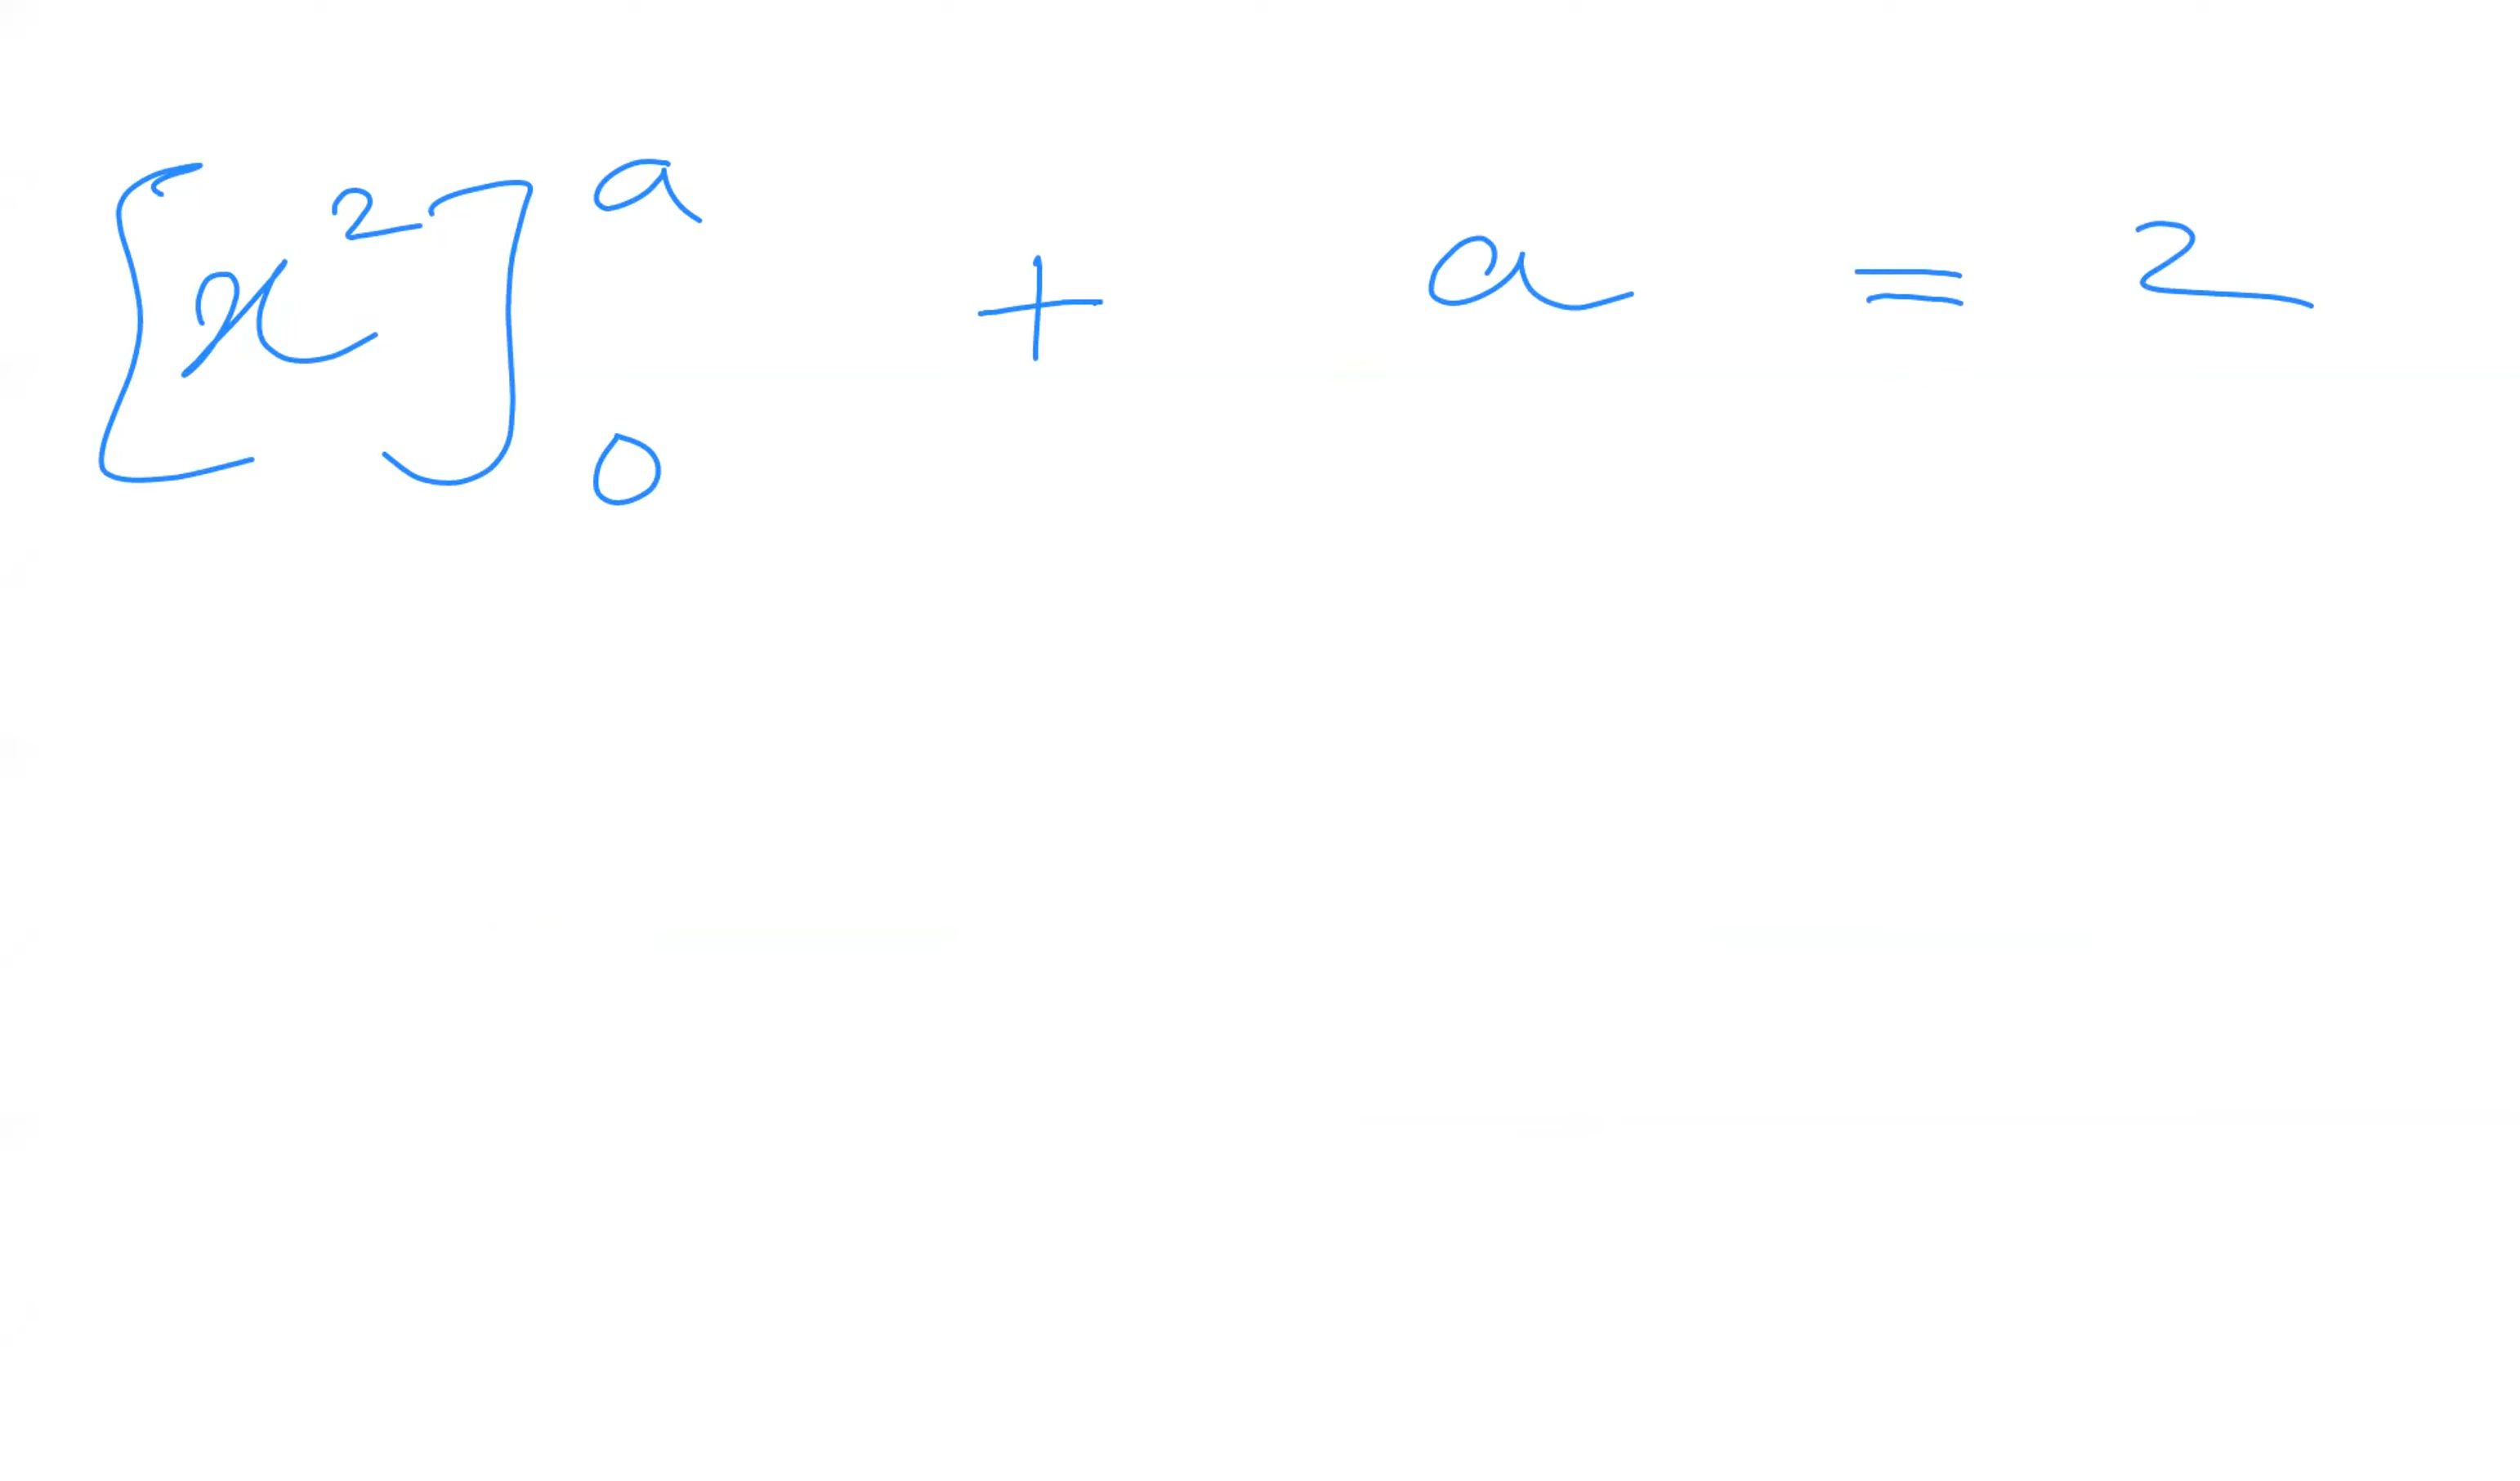 [x²]₀ᵃ + a = 2